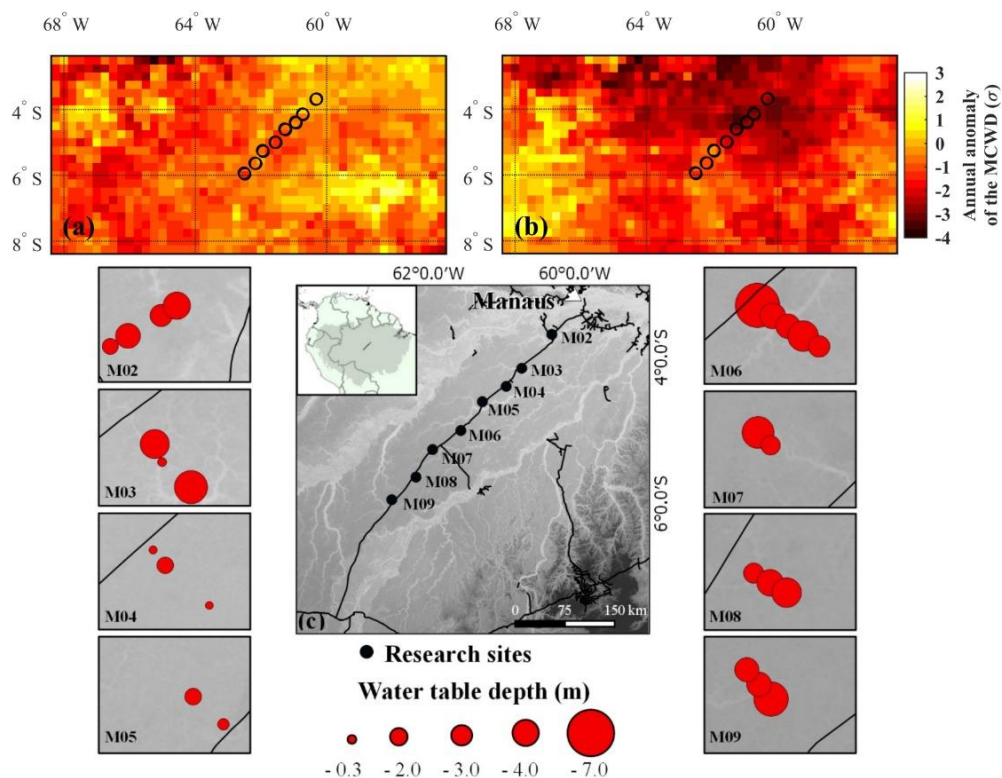 68° W 64° W 60° W
68° W 64° W 60° W
4° S
6° S
8° S
(a)
4° S
6° S
8° S
(b)
3
2
1
0
-1
-2
-3
-4
Annual anomaly
of the MCWD (σ)
62°0.0'W 60°0.0'W
Manaus
M02
M03
M04
M05
M06
M07
M08
M09
4°0.0'S
6°0.0'S
0 75 150 km
(c)
M02
M03
M04
M05
M06
M07
M08
M09
Research sites
Water table depth (m)
- 0.3 - 2.0 - 3.0 - 4.0 - 7.0